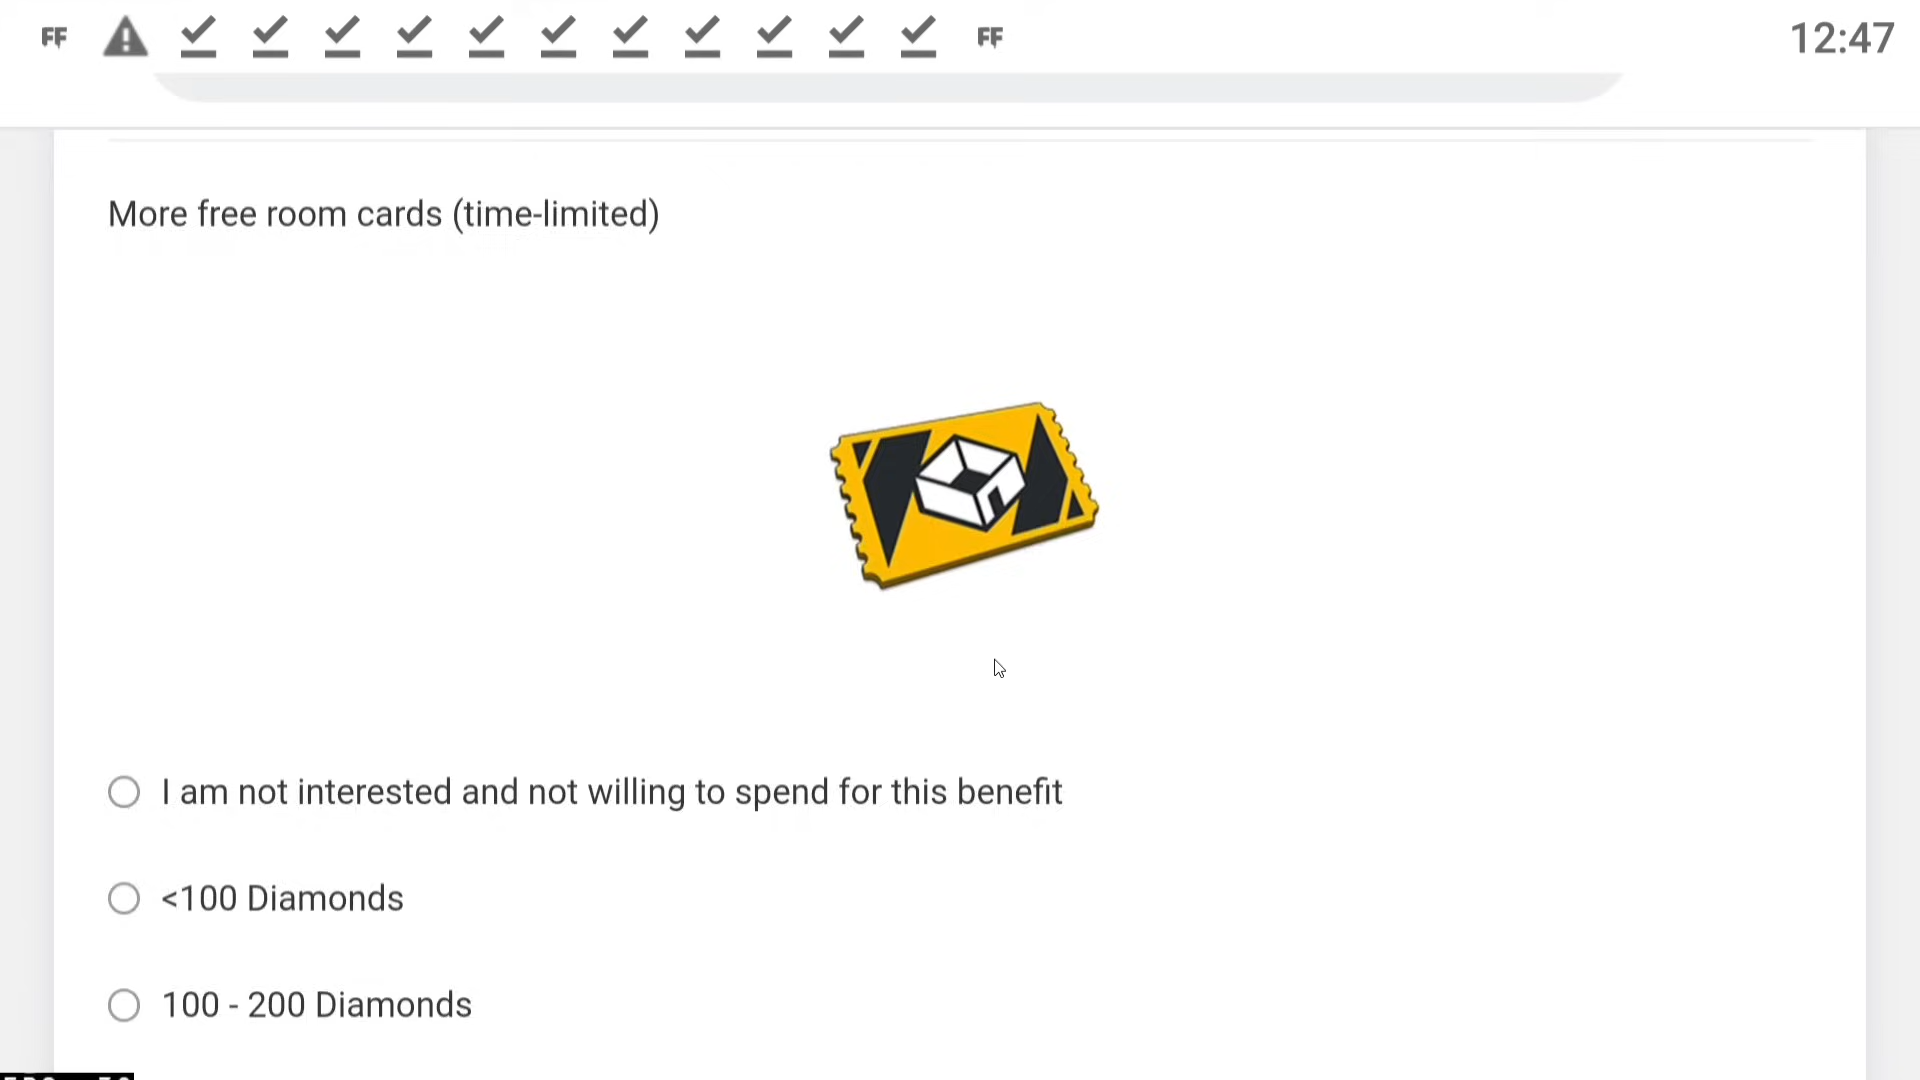 FF FF 12:47
More free room cards (time-limited)
I am not interested and not willing to spend for this benefit
<100 Diamonds
100 - 200 Diamonds